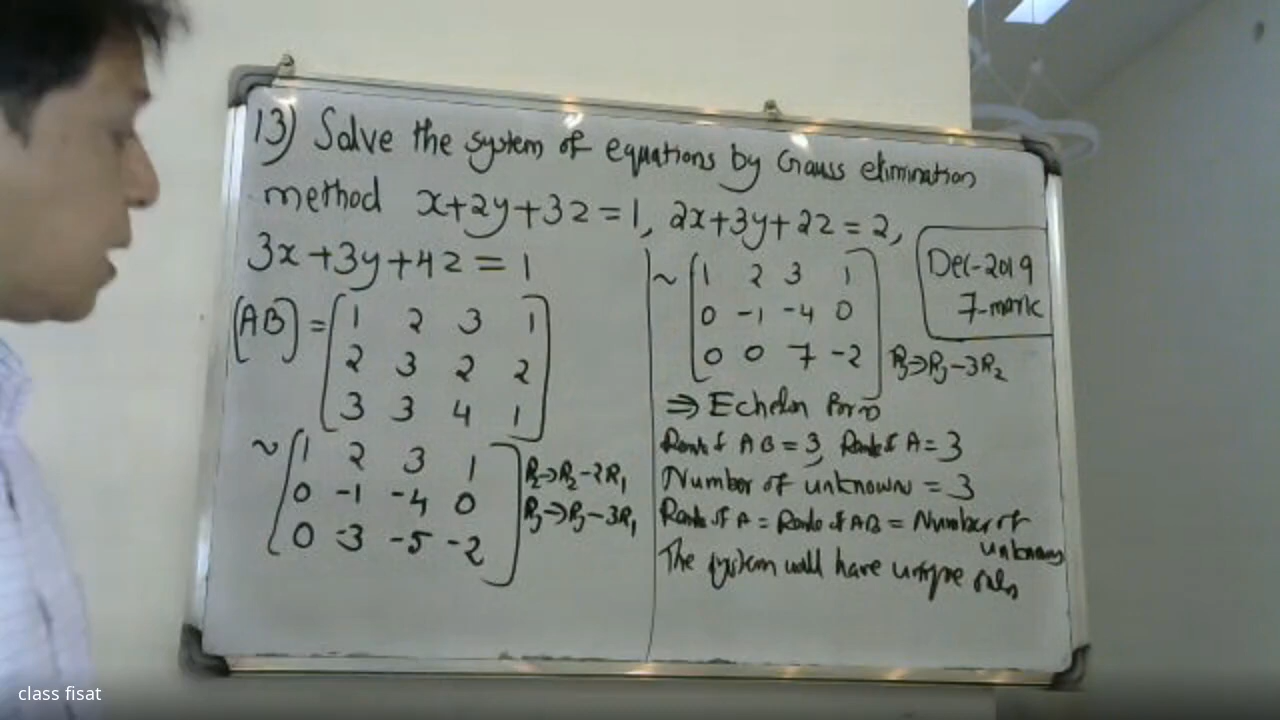 13) Solve the system of equations by Gauss elimination
method x+2y+3z=1, 2x+3y+2z=2,
3x+3y+4z=1
(AB) = [1 2 3 1
2 3 2 2
3 3 4 1]
~ [1 2 3 1
0 -1 -4 0 R2→R2-2R1
0 -3 -5 -2] R3→R3-3R1
Dec-2019
7-mark
~ [1 2 3 1
0 -1 -4 0
0 0 7 -2] R3→R3-3R2
⇒ Echelon Form
Rank of AB = 3, Rank of A = 3
Number of unknown = 3
Rank of A = Rank of AB = Number of
unknown
The system will have unique soln
class fisat